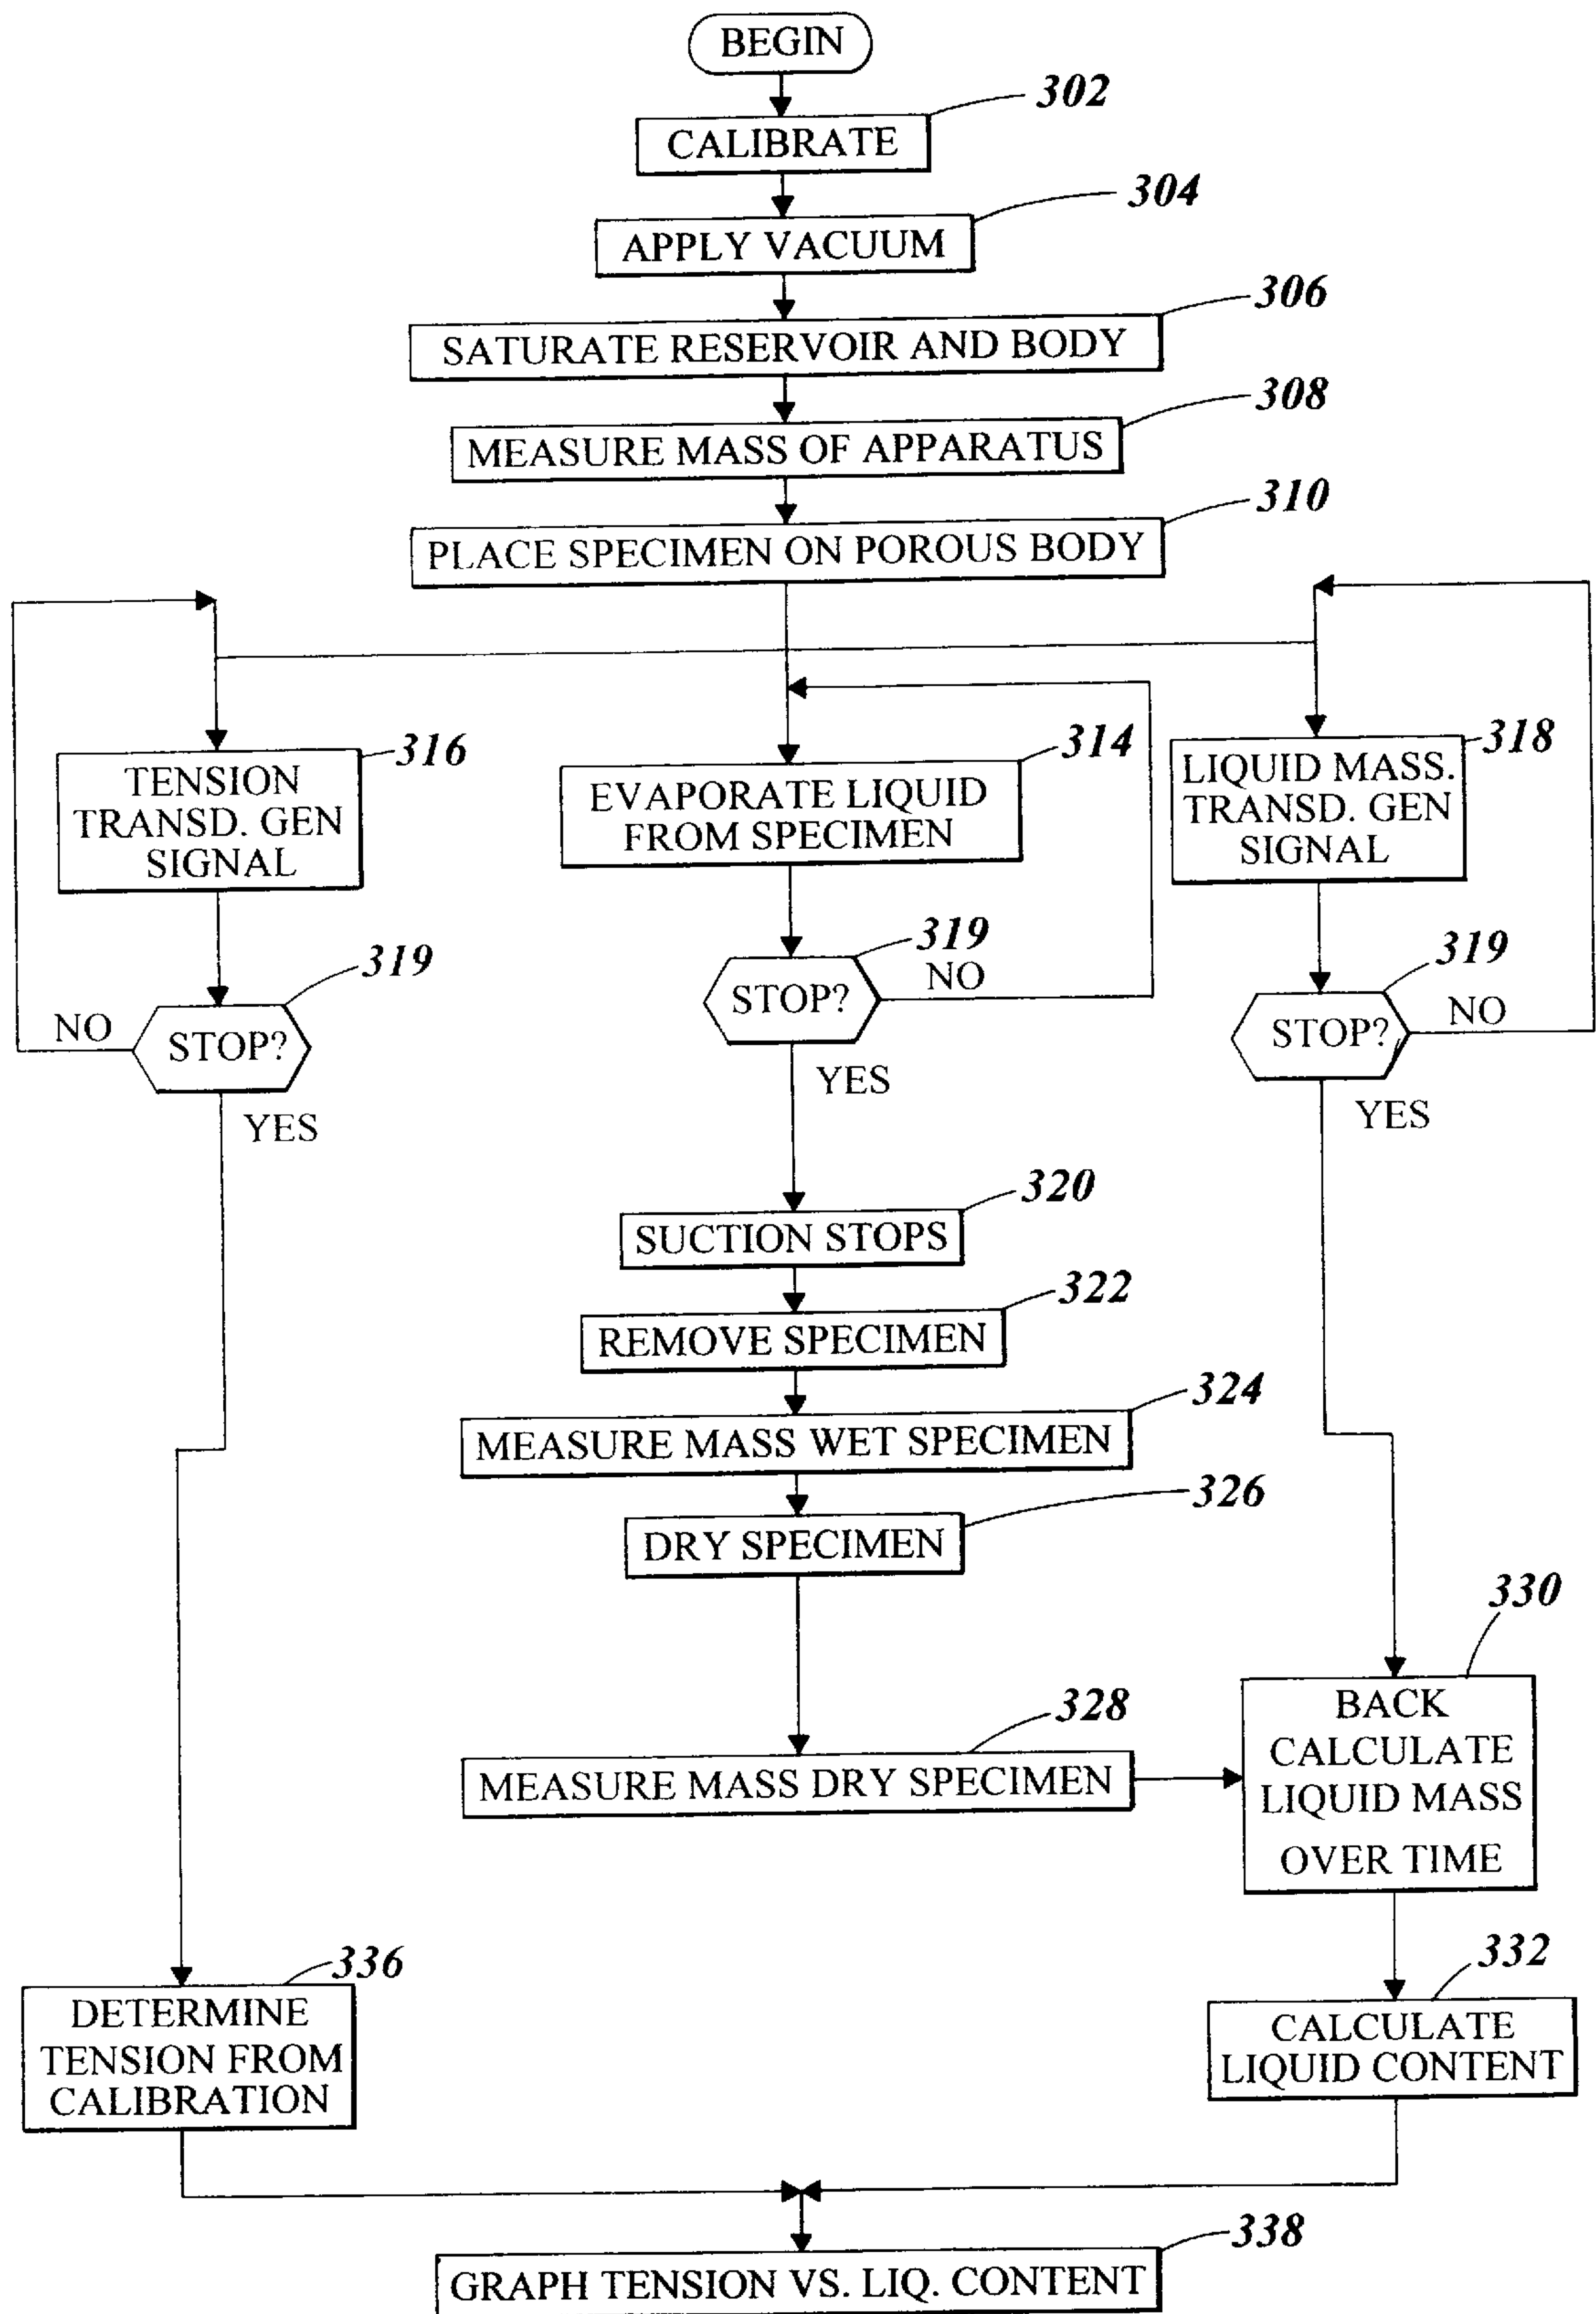 BEGIN
302
CALIBRATE
304
APPLY VACUUM
306
SATURATE RESERVOIR AND BODY
308
MEASURE MASS OF APPARATUS
310
PLACE SPECIMEN ON POROUS BODY
316
TENSION
TRANSD. GEN
SIGNAL
314
EVAPORATE LIQUID
FROM SPECIMEN
318
LIQUID MASS.
TRANSD. GEN
SIGNAL
319
STOP?
NO
YES
319
STOP?
NO
YES
319
STOP?
NO
YES
320
SUCTION STOPS
322
REMOVE SPECIMEN
324
MEASURE MASS WET SPECIMEN
326
DRY SPECIMEN
328
MEASURE MASS DRY SPECIMEN
330
BACK
CALCULATE
LIQUID MASS
OVER TIME
336
DETERMINE
TENSION FROM
CALIBRATION
332
CALCULATE
LIQUID CONTENT
338
GRAPH TENSION VS. LIQ. CONTENT